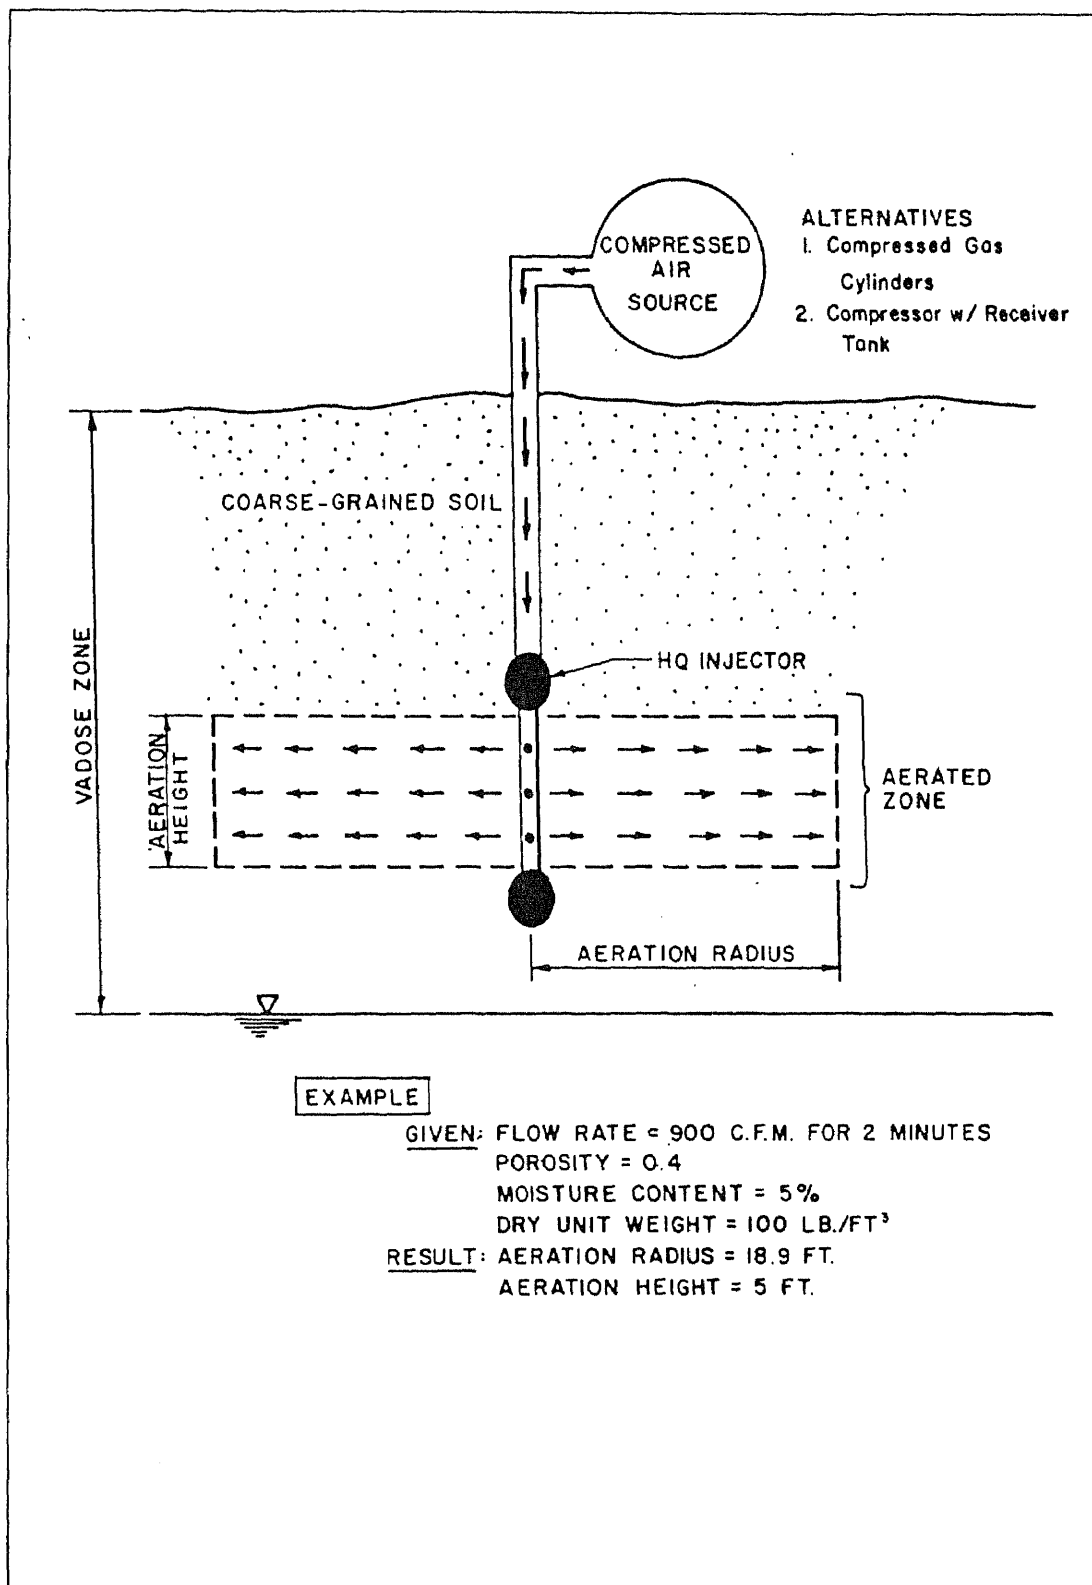 COMPRESSED
AIR
SOURCE
ALTERNATIVES
1. Compressed Gas
Cylinders
2. Compressor w/ Receiver
Tank
COARSE-GRAINED SOIL
VADOSE ZONE
HQ INJECTOR
AERATION
HEIGHT
AERATED
ZONE
AERATION RADIUS
EXAMPLE
GIVEN: FLOW RATE = 900 C.F.M. FOR 2 MINUTES
POROSITY = 0.4
MOISTURE CONTENT = 5%
DRY UNIT WEIGHT = 100 LB./FT³
RESULT: AERATION RADIUS = 18.9 FT.
AERATION HEIGHT = 5 FT.